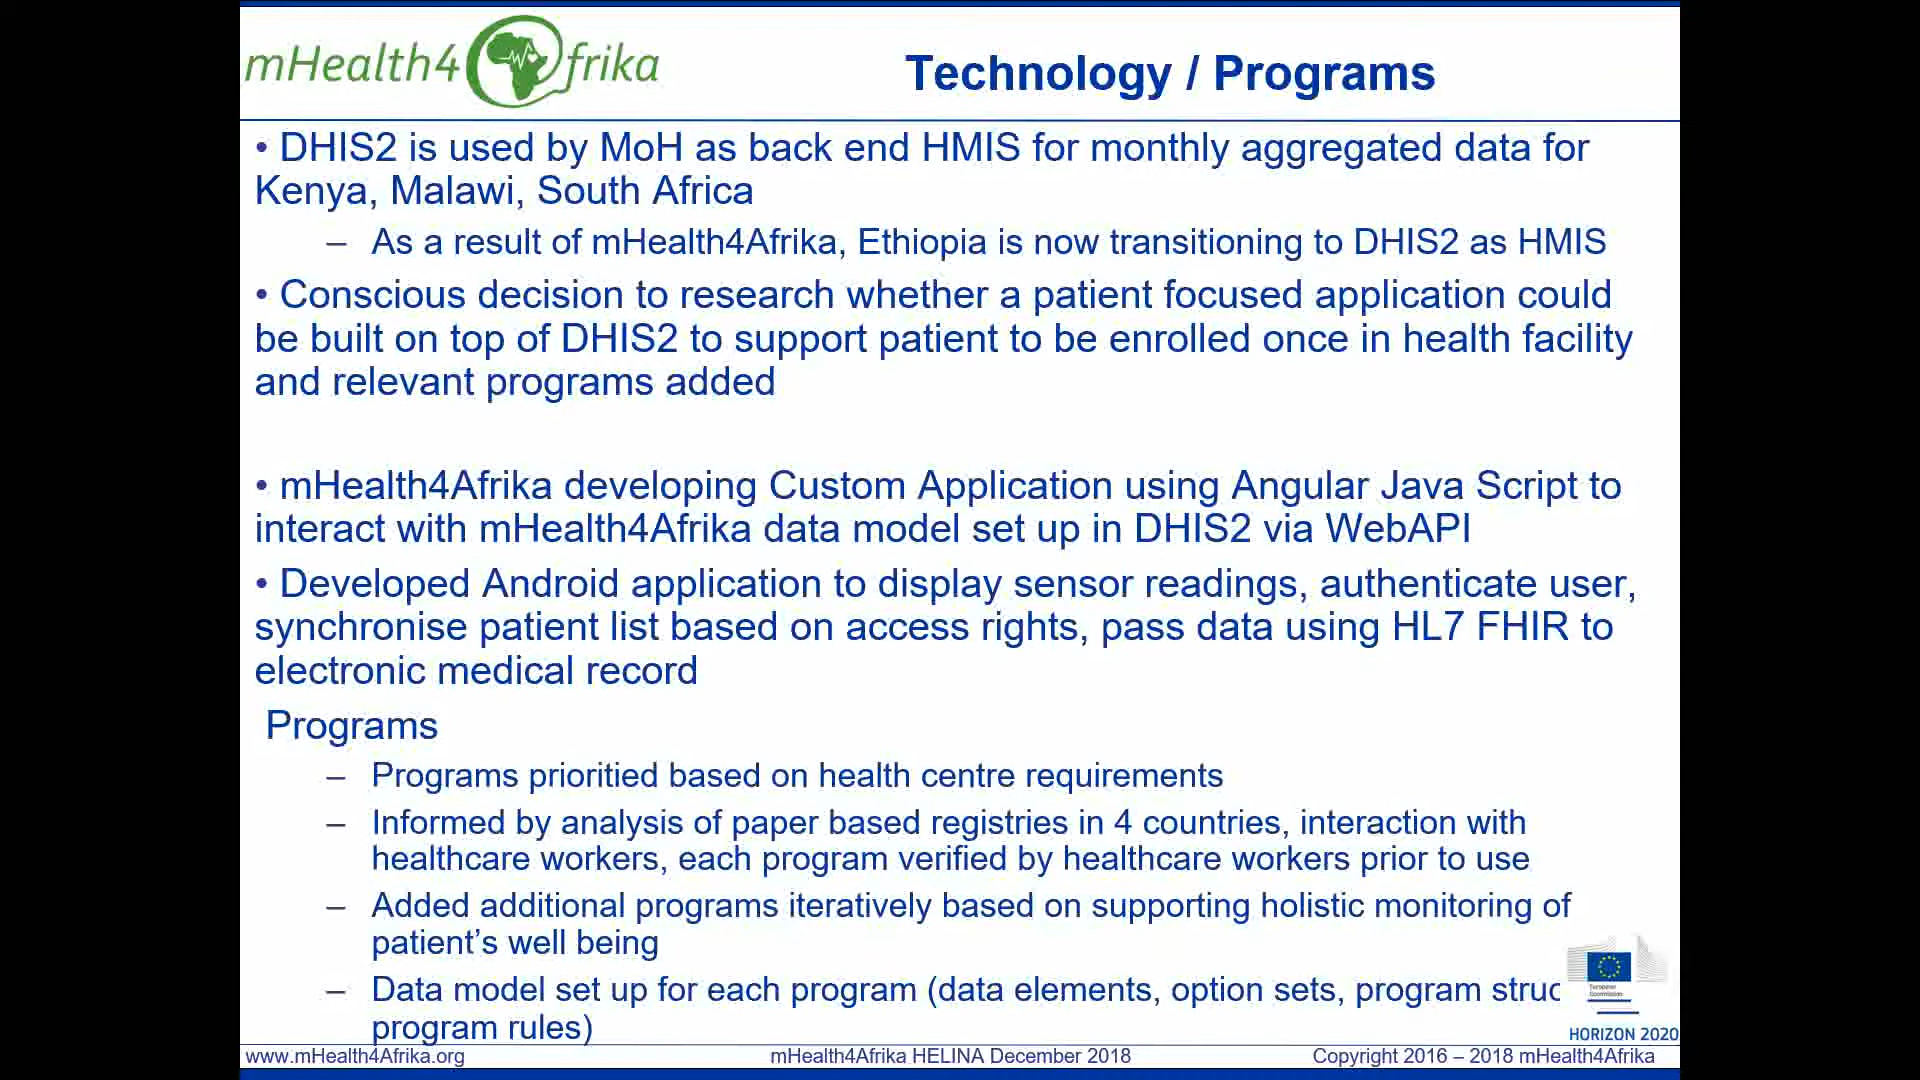 mHealth4Afrika
Technology / Programs
• DHIS2 is used by MoH as back end HMIS for monthly aggregated data for
Kenya, Malawi, South Africa
– As a result of mHealth4Afrika, Ethiopia is now transitioning to DHIS2 as HMIS
• Conscious decision to research whether a patient focused application could
be built on top of DHIS2 to support patient to be enrolled once in health facility
and relevant programs added
• mHealth4Afrika developing Custom Application using Angular Java Script to
interact with mHealth4Afrika data model set up in DHIS2 via WebAPI
• Developed Android application to display sensor readings, authenticate user,
synchronise patient list based on access rights, pass data using HL7 FHIR to
electronic medical record
Programs
– Programs prioritied based on health centre requirements
– Informed by analysis of paper based registries in 4 countries, interaction with
healthcare workers, each program verified by healthcare workers prior to use
– Added additional programs iteratively based on supporting holistic monitoring of
patient’s well being
– Data model set up for each program (data elements, option sets, program struc
program rules)
European
Commission
HORIZON 2020
www.mHealth4Afrika.org
mHealth4Afrika HELINA December 2018
Copyright 2016 – 2018 mHealth4Afrika